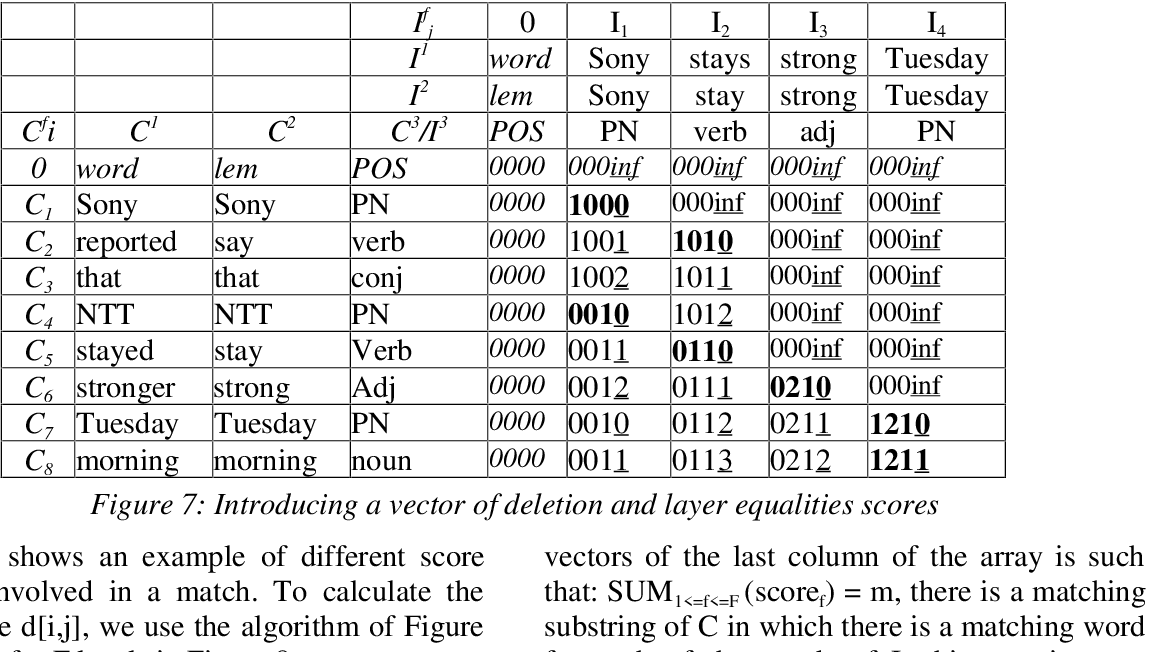 I^f_j 0 I_1 I_2 I_3 I_4
I^1 word Sony stays strong Tuesday
I^2 lem Sony stay strong Tuesday
C^f i C^1 C^2 C^3/I^3 POS PN verb adj PN
0 word lem POS 0000 000inf 000inf 000inf 000inf
C_1 Sony Sony PN 0000 1000 000inf 000inf 000inf
C_2 reported say verb 0000 1001 1010 000inf 000inf
C_3 that that conj 0000 1002 1011 000inf 000inf
C_4 NTT NTT PN 0000 0010 1012 000inf 000inf
C_5 stayed stay Verb 0000 0011 0110 000inf 000inf
C_6 stronger strong Adj 0000 0012 0111 0210 000inf
C_7 Tuesday Tuesday PN 0000 0010 0112 0211 1210
C_8 morning morning noun 0000 0011 0113 0212 1211
Figure 7: Introducing a vector of deletion and layer equalities scores
shows an example of different score
nvolved in a match. To calculate the
e d[i,j], we use the algorithm of Figure
vectors of the last column of the array is such
that: SUM_1<=f<=F (score_f) = m, there is a matching
substring of C in which there is a matching word